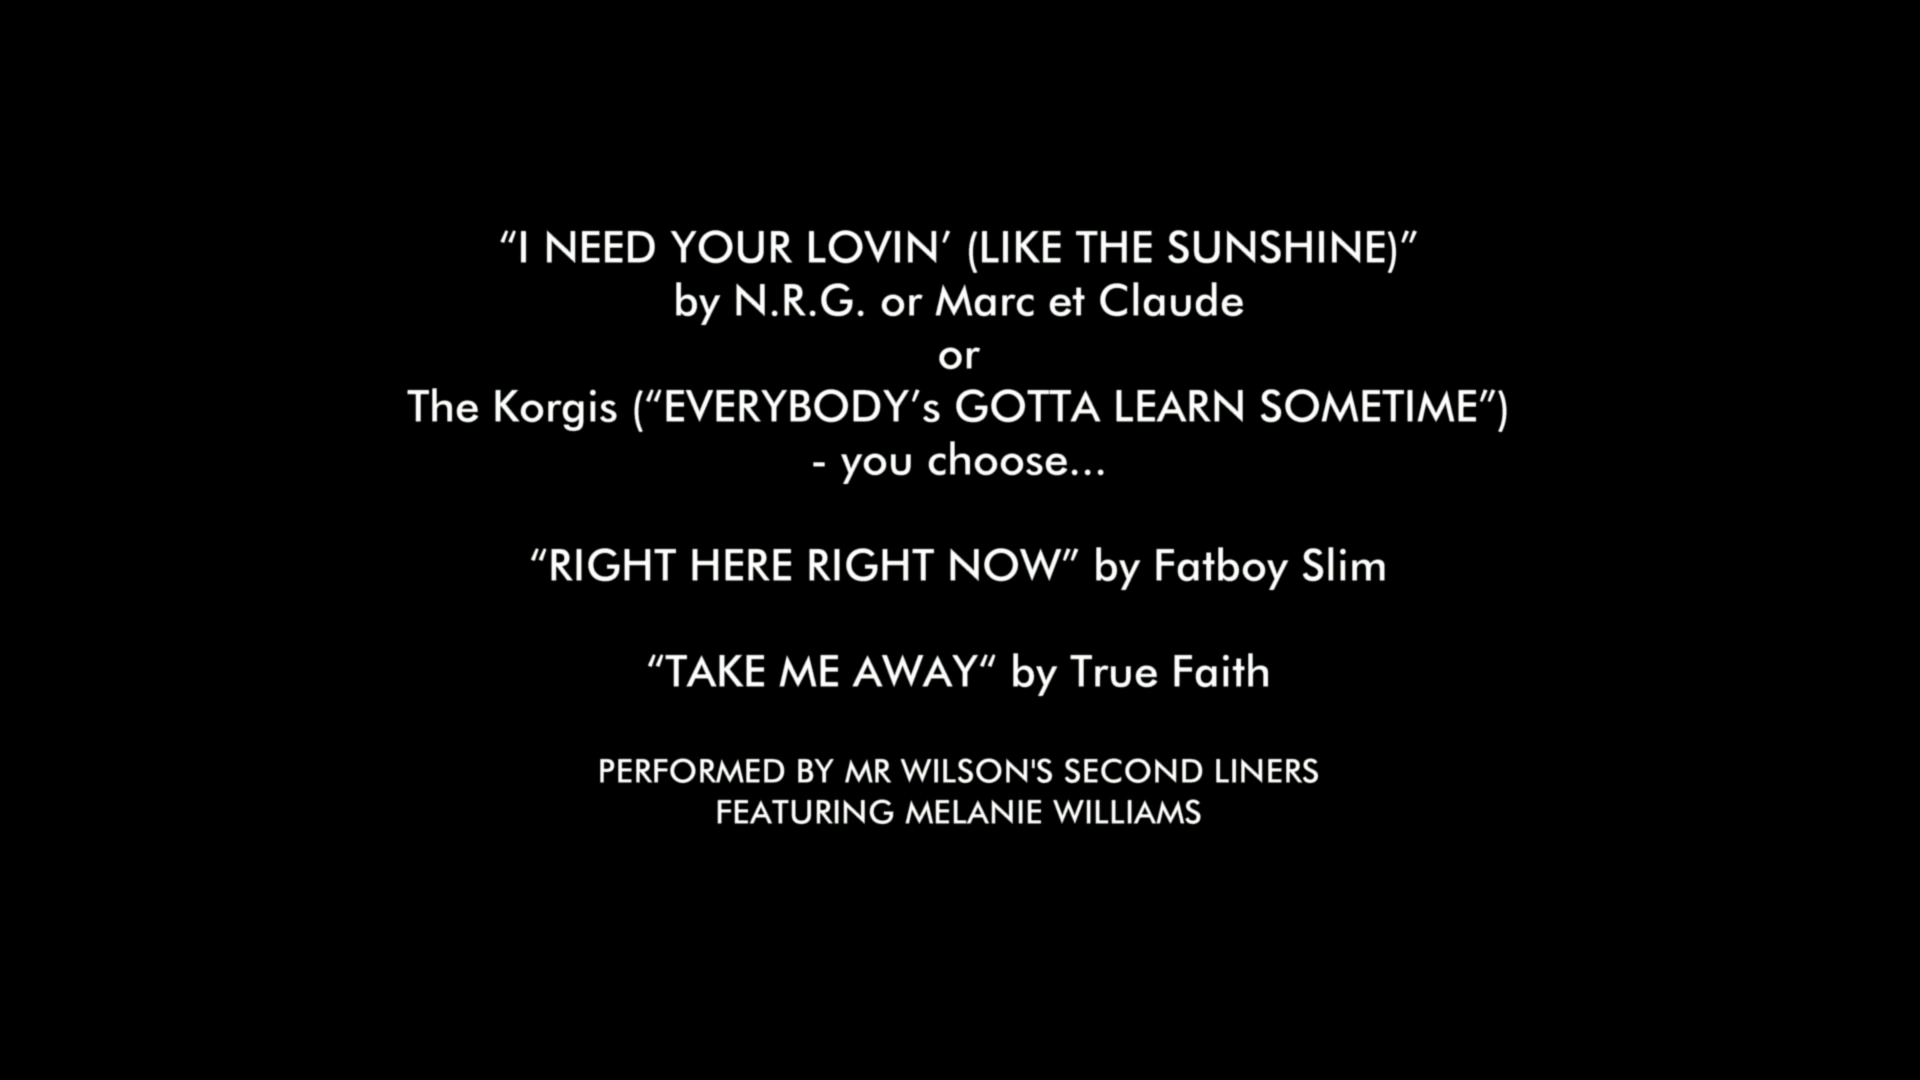 “I NEED YOUR LOVIN’ (LIKE THE SUNSHINE)”
by N.R.G. or Marc et Claude
or
The Korgis (“EVERYBODY’s GOTTA LEARN SOMETIME”)
- you choose...
“RIGHT HERE RIGHT NOW” by Fatboy Slim
“TAKE ME AWAY“ by True Faith
PERFORMED BY MR WILSON'S SECOND LINERS
FEATURING MELANIE WILLIAMS